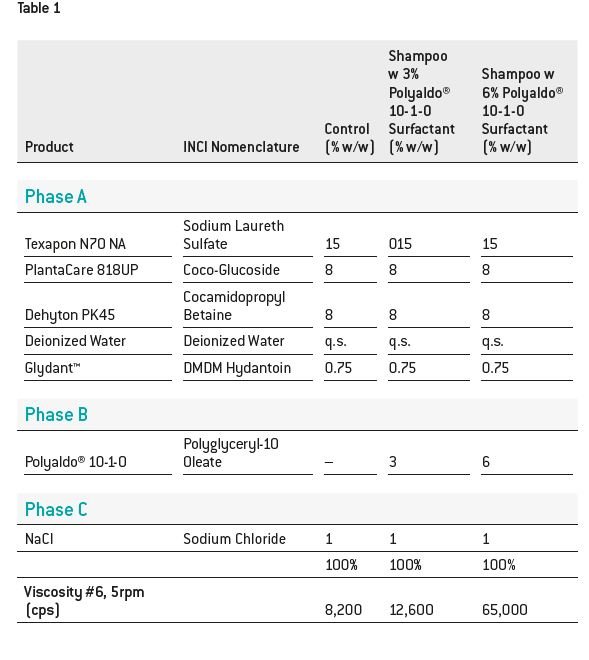 Table 1
Product INCI Nomenclature Control (% w/w) Shampoo w 3% Polyaldo® 10-1-0 Surfactant (% w/w) Shampoo w 6% Polyaldo® 10-1-0 Surfactant (% w/w)
Phase A
Texapon N70 NA Sodium Laureth Sulfate 15 015 15
PlantaCare 818UP Coco-Glucoside 8 8 8
Dehyton PK45 Cocamidopropyl Betaine 8 8 8
Deionized Water Deionized Water q.s. q.s. q.s.
Glydant™ DMDM Hydantoin 0.75 0.75 0.75
Phase B
Polyaldo® 10-1-0 Polyglyceryl-10 Oleate – 3 6
Phase C
NaCl Sodium Chloride 1 1 1
100% 100% 100%
Viscosity #6, 5rpm (cps) 8,200 12,600 65,000